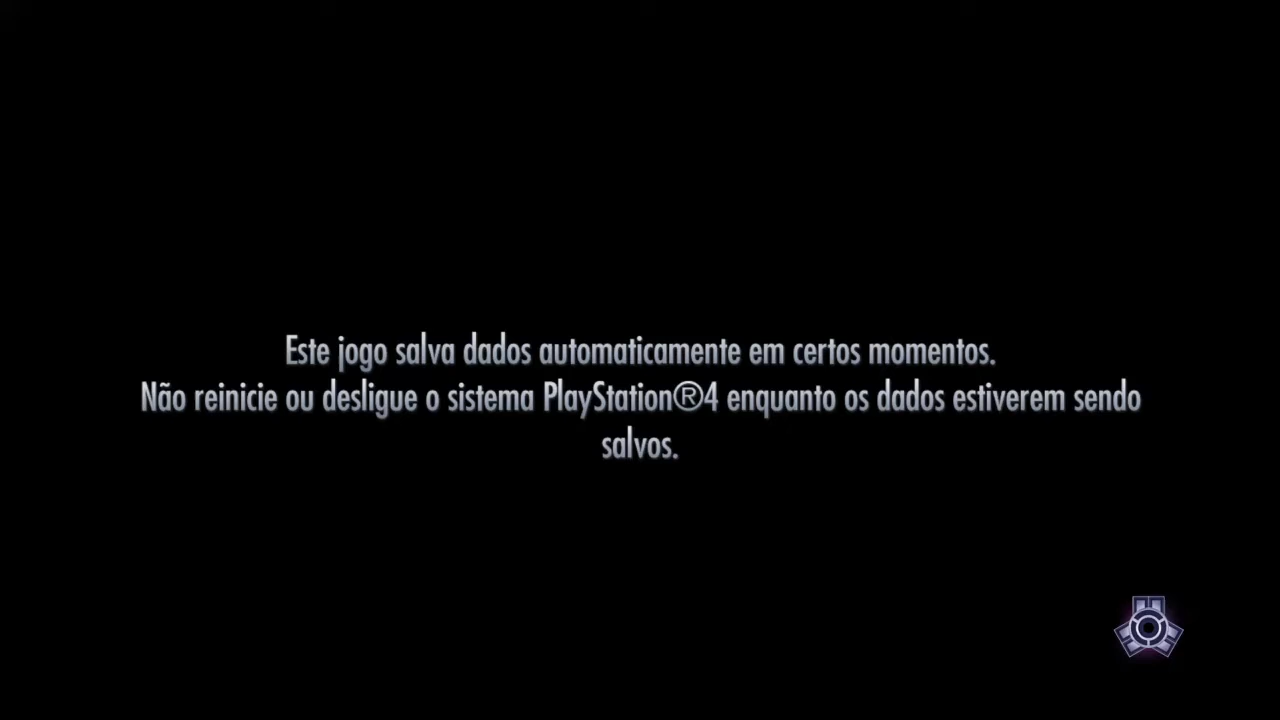 Este jogo salva dados automaticamente em certos momentos.
Não reinicie ou desligue o sistema PlayStation®4 enquanto os dados estiverem sendo
salvos.